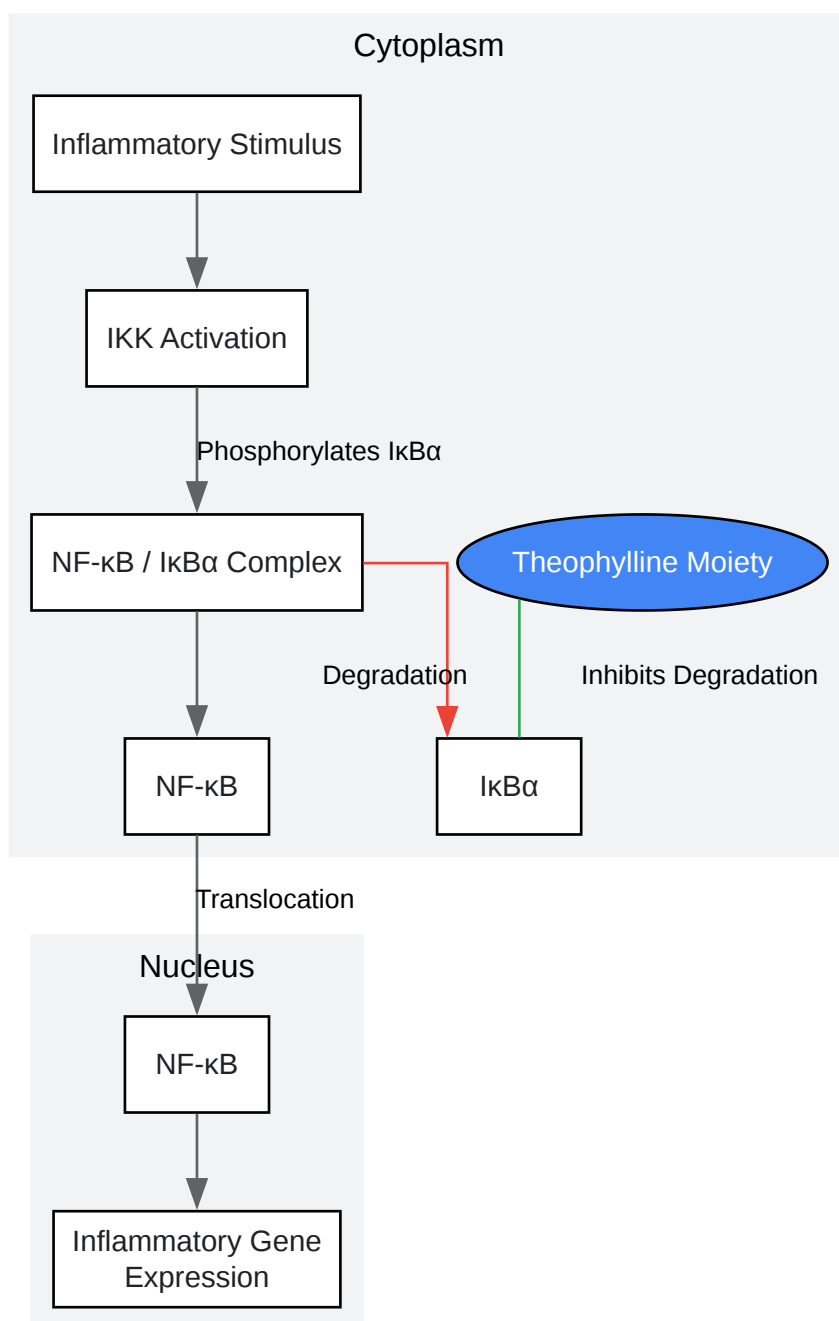 Cytoplasm
Inflammatory Stimulus
IKK Activation
Phosphorylates IκBα
NF-κB / IκBα Complex
Theophylline Moiety
Degradation
Inhibits Degradation
NF-κB
IκBα
Translocation
Nucleus
NF-κB
Inflammatory Gene
Expression